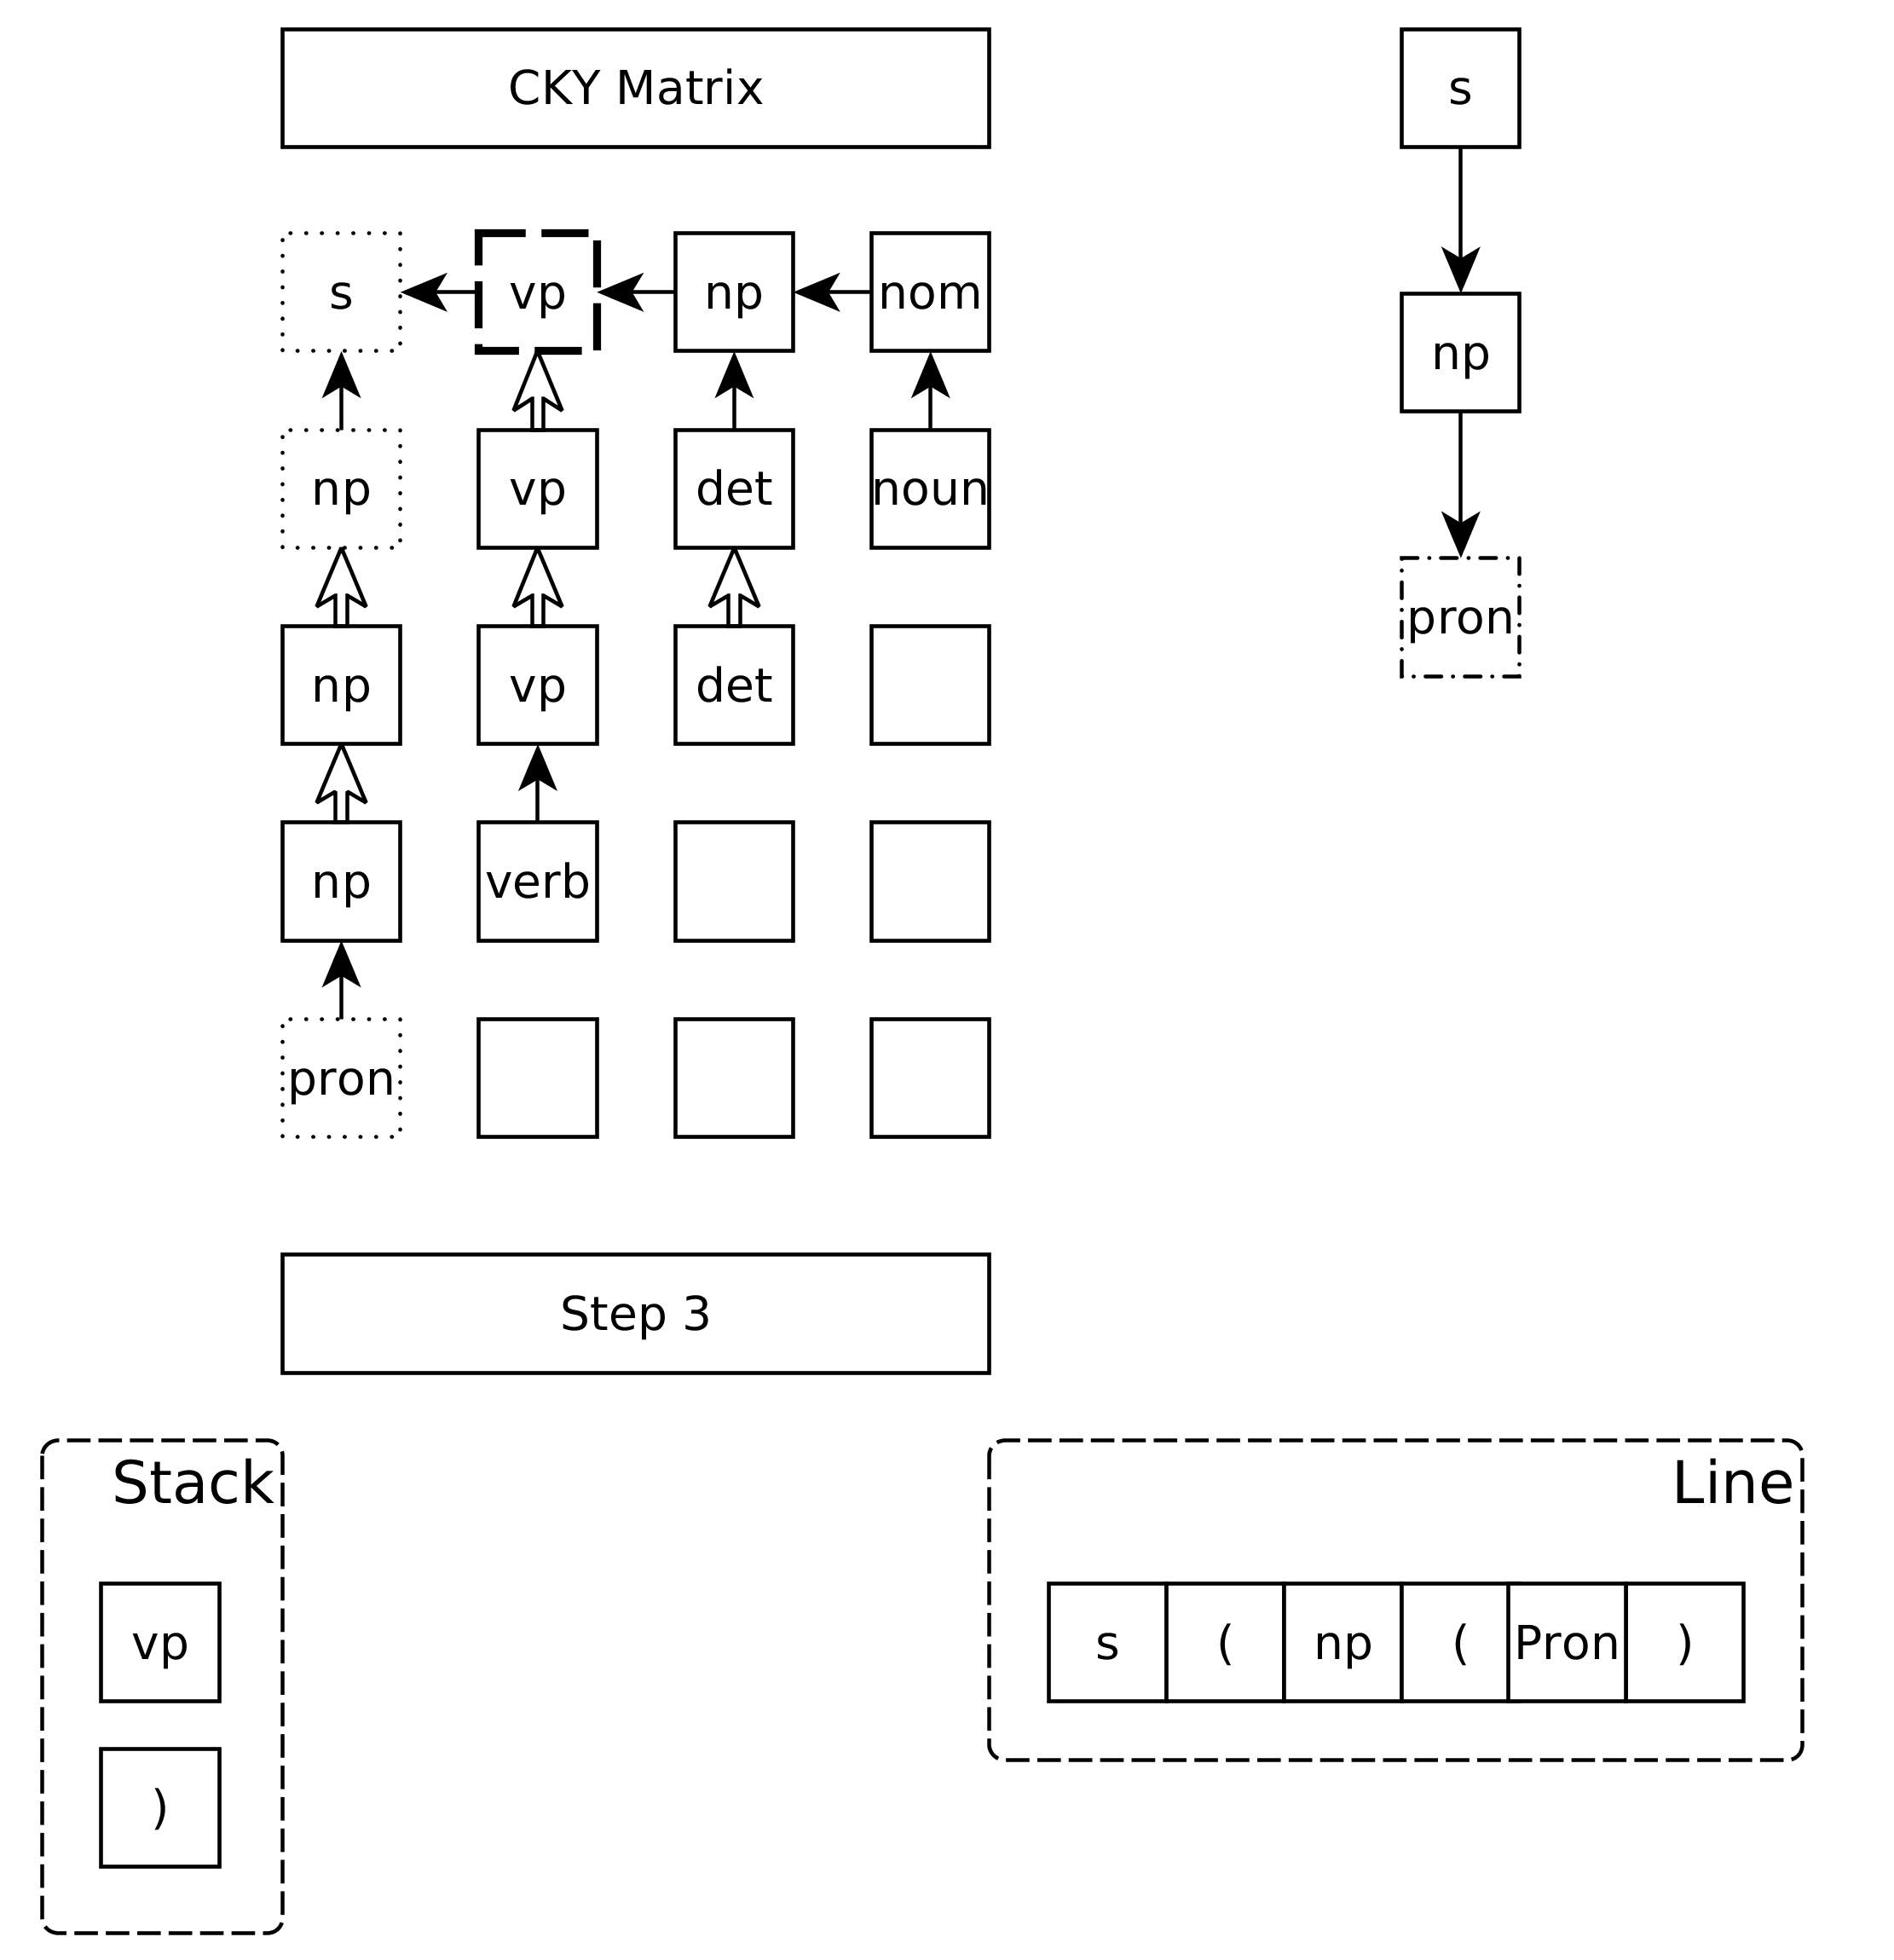 CKY Matrix
s
s vp np nom
np
np vp det noun
pron
np vp det
np verb
pron
Step 3
Stack
Line
vp
s ( np ( Pron )
)